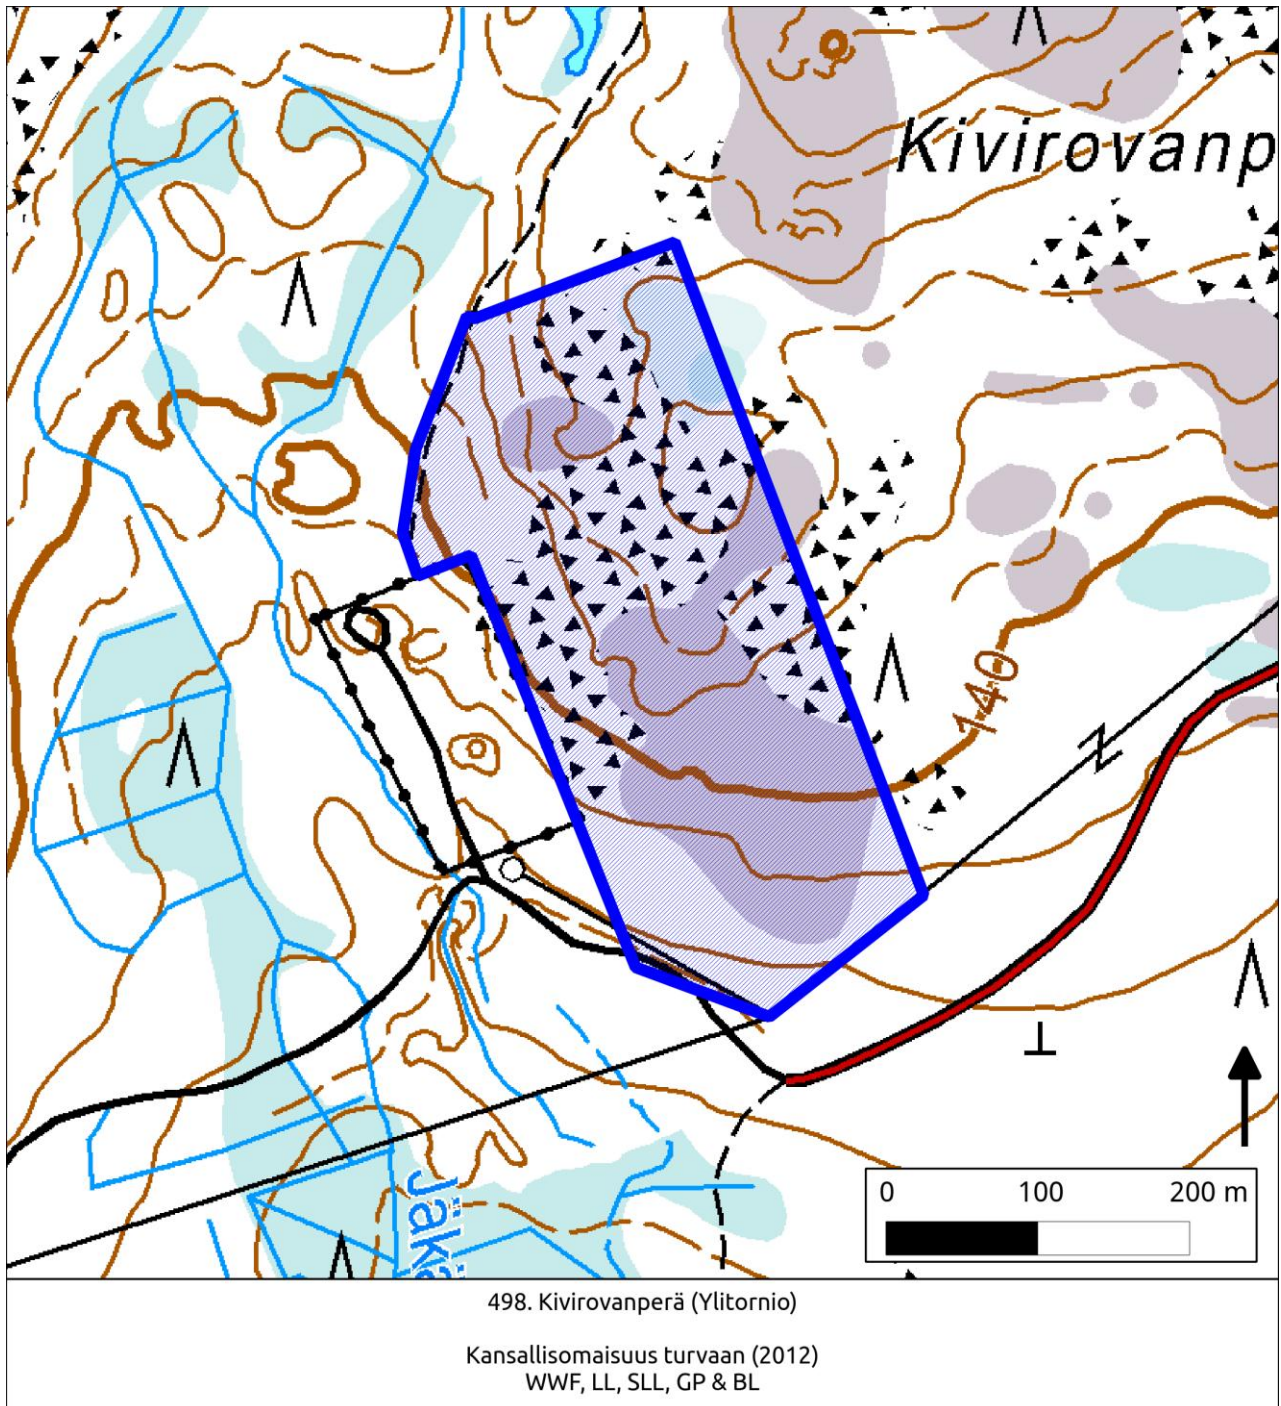 Kivirovanp
140
Jäkä
0 100 200 m
498. Kivirovanperä (Ylitornio)
Kansallisomaisuus turvaan (2012)
WWF, LL, SLL, GP & BL